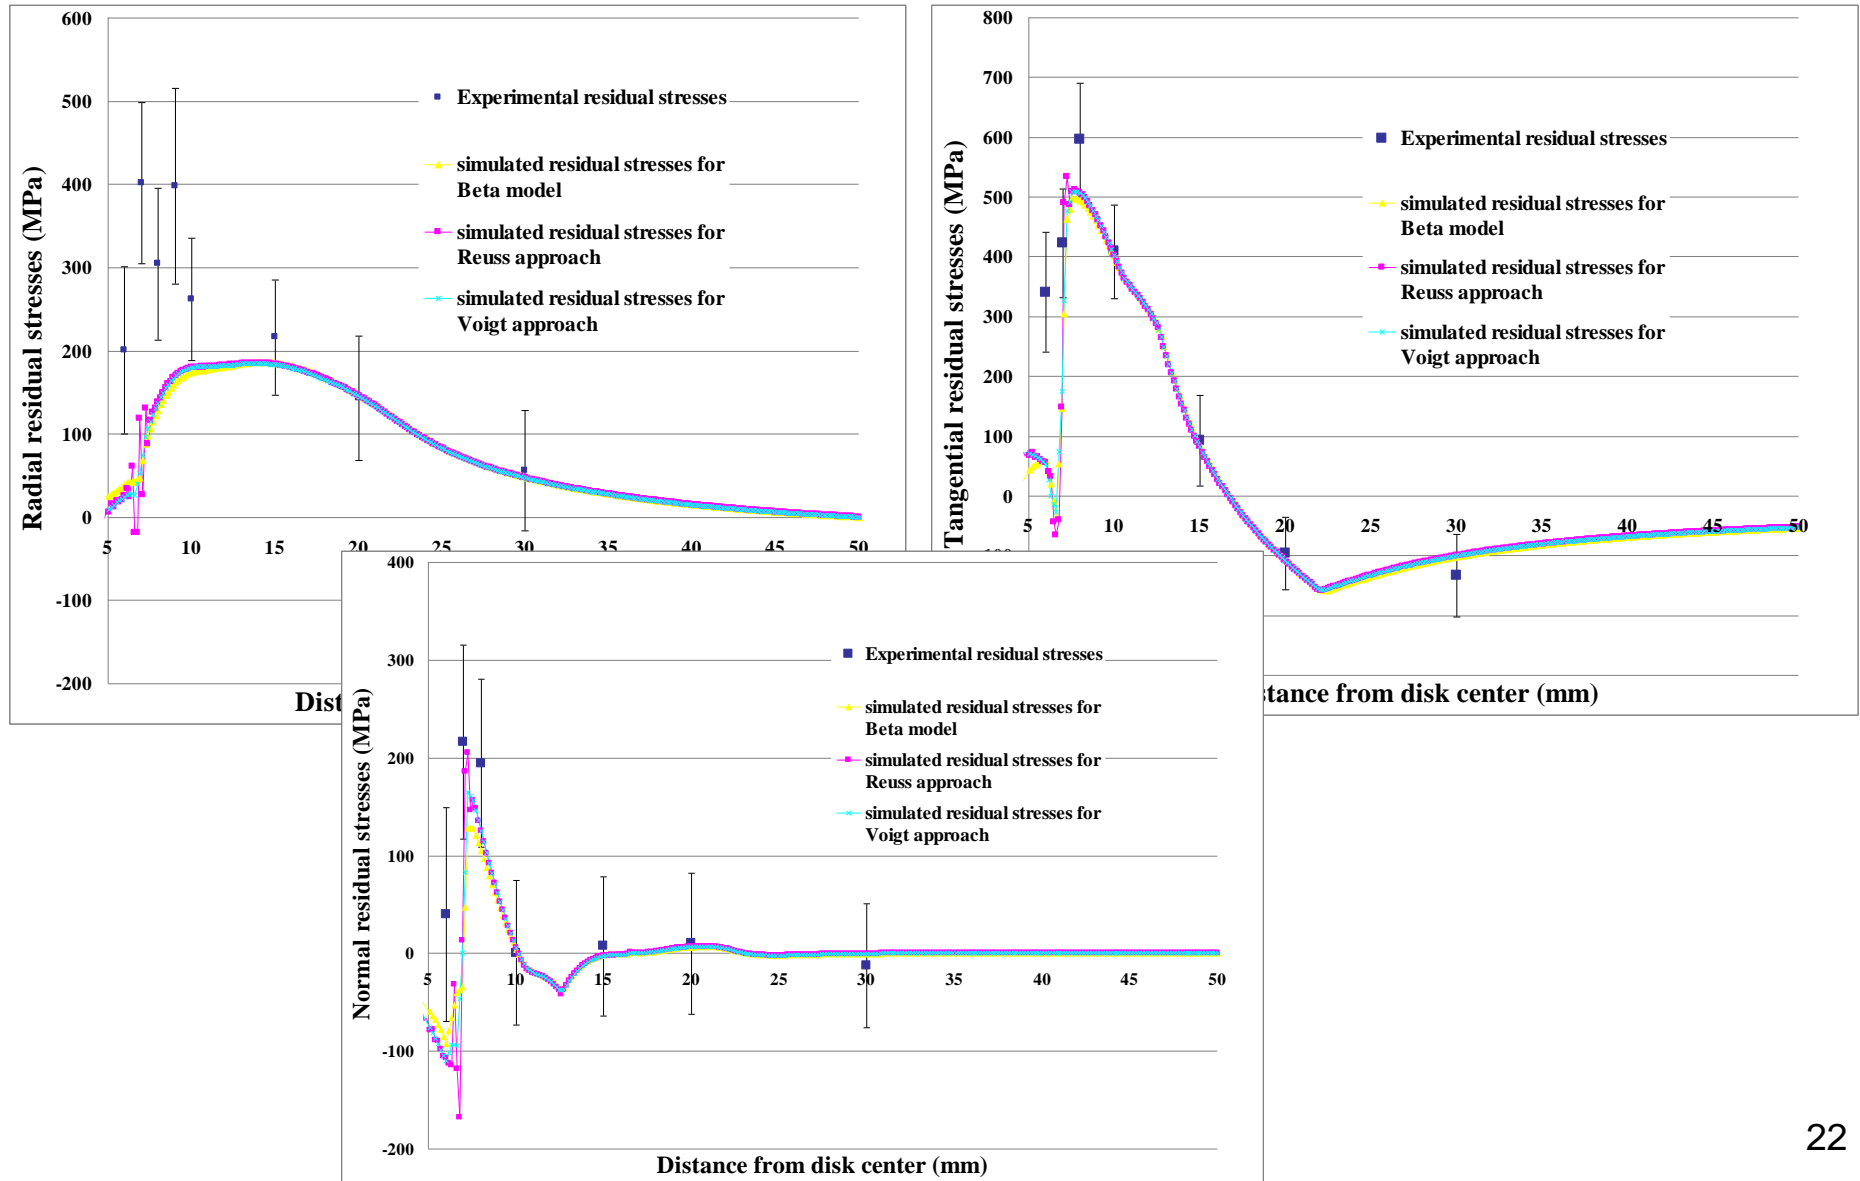 600
500
400
300
200
100
0
-100
-200
5
10
15
20
25
30
35
40
45
50
Radial residual stresses (MPa)
Experimental residual stresses
simulated residual stresses for
Beta model
simulated residual stresses for
Reuss approach
simulated residual stresses for
Voigt approach
Dist
800
700
600
500
400
300
200
100
0
5
10
15
20
25
30
35
40
45
50
Tangential residual stresses (MPa)
Experimental residual stresses
simulated residual stresses for
Beta model
simulated residual stresses for
Reuss approach
simulated residual stresses for
Voigt approach
stance from disk center (mm)
400
300
200
100
0
-100
-200
5
10
15
20
25
30
35
40
45
50
Normal residual stresses (MPa)
Experimental residual stresses
simulated residual stresses for
Beta model
simulated residual stresses for
Reuss approach
simulated residual stresses for
Voigt approach
Distance from disk center (mm)
22